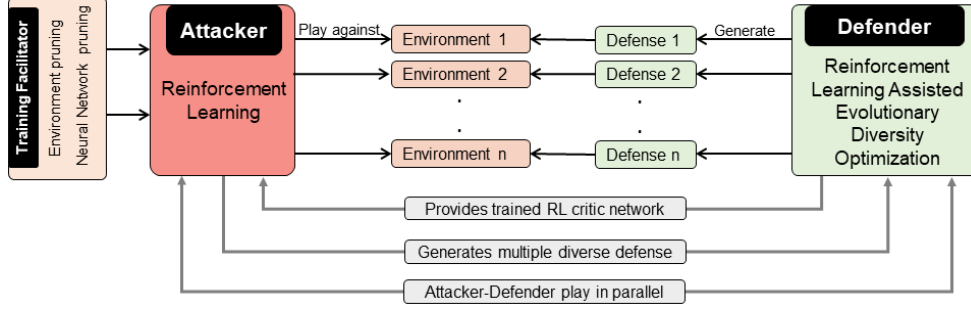 Training Facilitator
Environment pruning
Neural Network pruning
Attacker
Reinforcement
Learning
Play against
Environment 1
Environment 2
.
.
Environment n
Defense 1
Defense 2
.
.
Defense n
Generate
Defender
Reinforcement
Learning Assisted
Evolutionary
Diversity
Optimization
Provides trained RL critic network
Generates multiple diverse defense
Attacker-Defender play in parallel